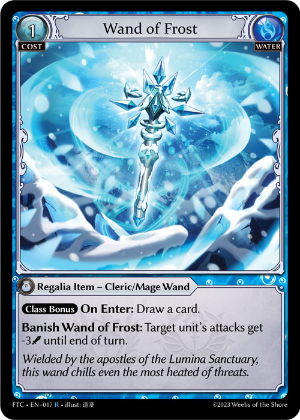 1
COST
Wand of Frost
WATER
Regalia Item – Cleric/Mage Wand
Class Bonus On Enter: Draw a card.
Banish Wand of Frost: Target unit's attacks get
-3 until end of turn.
Wielded by the apostles of the Lumina Sanctuary,
this wand chills even the most heated of threats.
FTC • EN-017 R • illust:
©2023 Weebs of the Shore